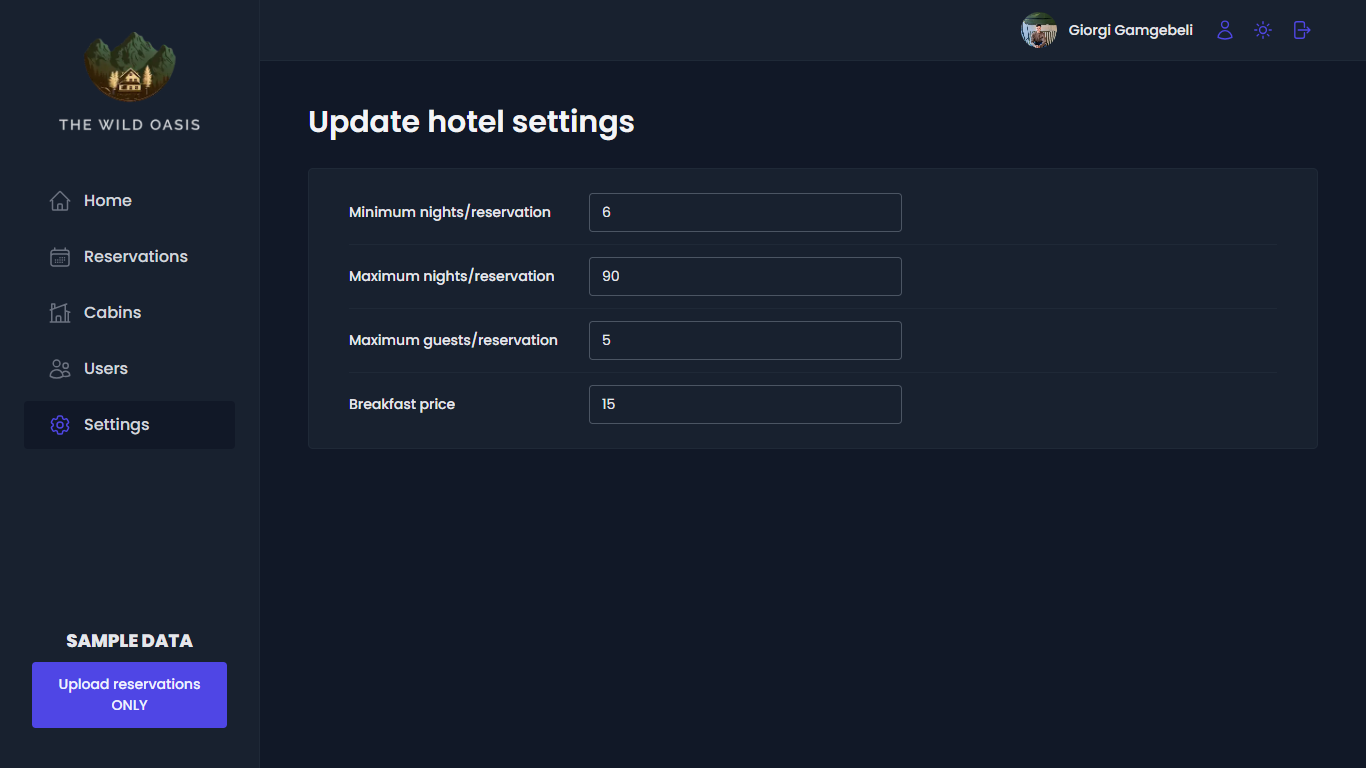 THE WILD OASIS
Home
Reservations
Cabins
Users
Settings
SAMPLE DATA
Upload reservations
ONLY
Giorgi Gamgebeli
Update hotel settings
Minimum nights/reservation 6
Maximum nights/reservation 90
Maximum guests/reservation 5
Breakfast price 15